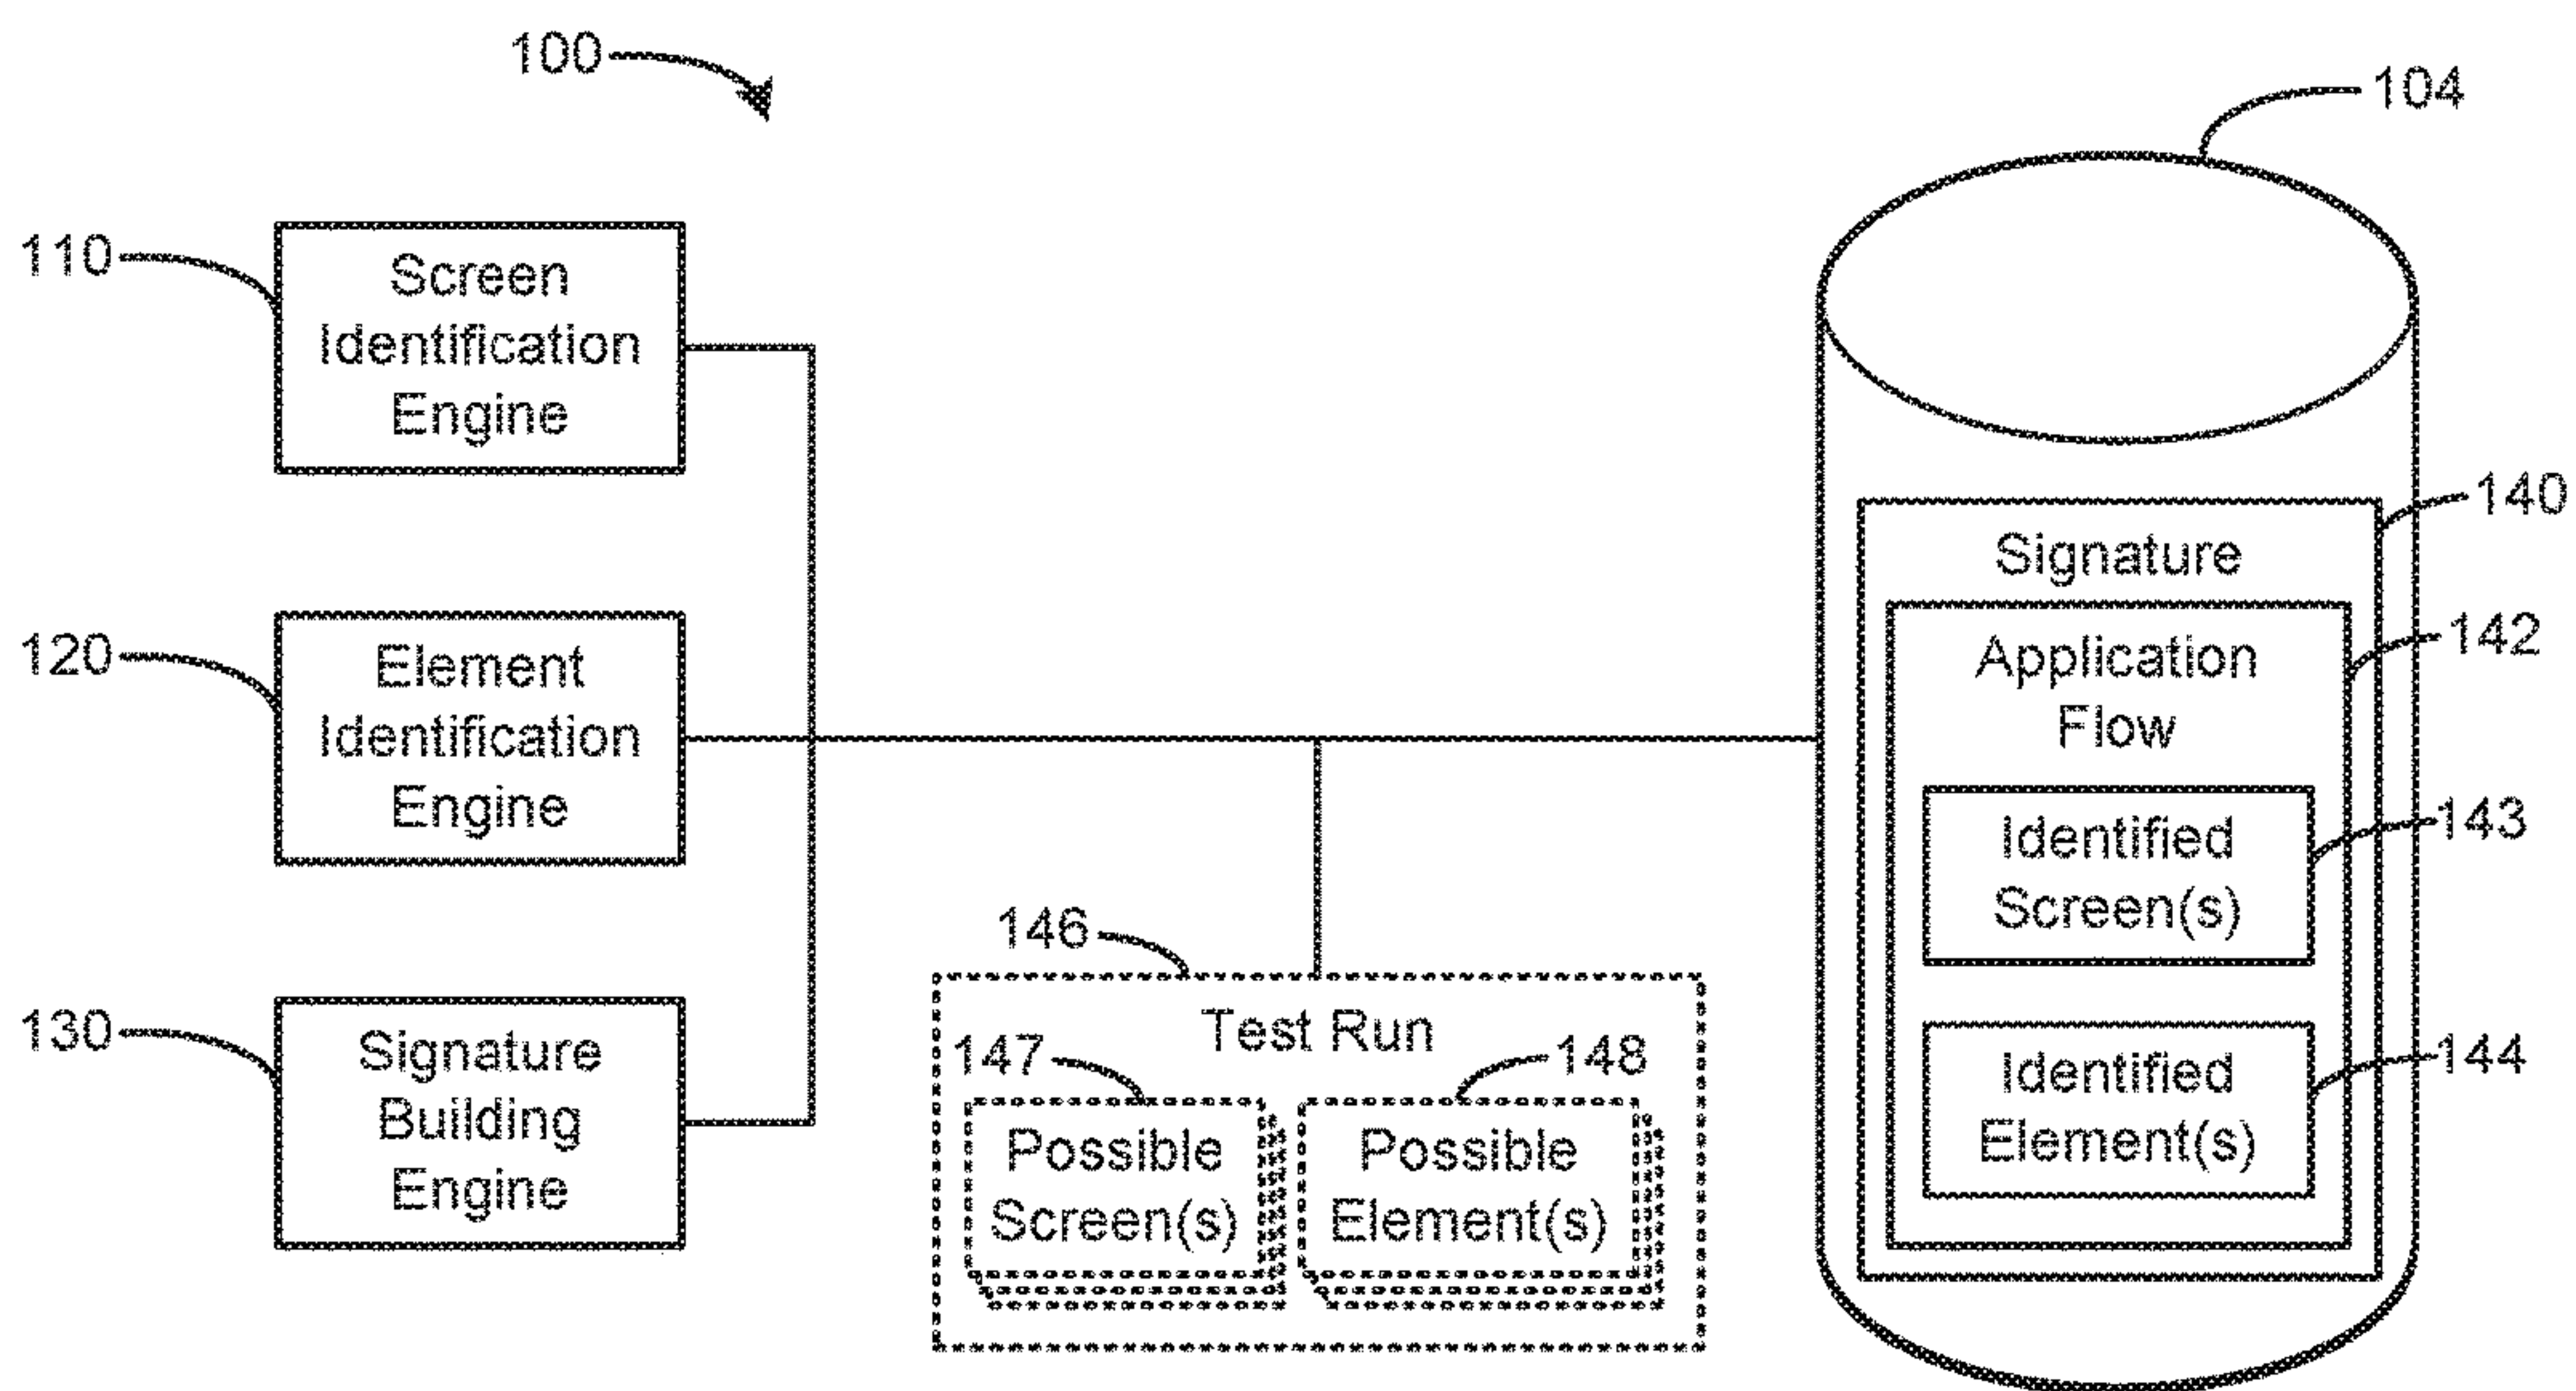 100
104
110
Screen
Identification
Engine
120
Element
Identification
Engine
130
Signature
Building
Engine
146
Test Run
147
148
Possible
Screen(s)
Possible
Element(s)
140
Signature
142
Application
Flow
143
Identified
Screen(s)
144
Identified
Element(s)